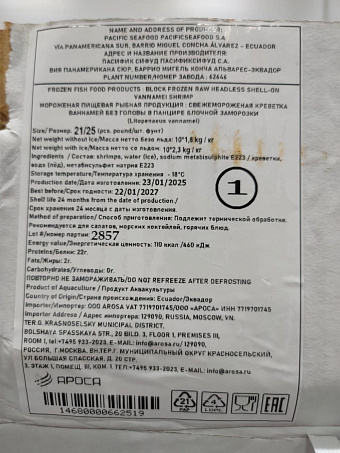 NAME AND ADDRESS OF PRODUCER:
PACIFIC SEAFOOD PACIFICSEAFOOD S.A
VÍA PANAMERICANA SUR, BARRIO MIGUEL CONCHA ÁLVAREZ - ECUADOR
АДРЕС И НАЗВАНИЕ ПРОИЗВОДИТЕЛЯ:
ПАСИФИК СИФУД ПАСИФИКСИФУД С.А.
ВИЯ ПАНАМЕРИКАНА СЮР, БАРРИО МИГЕЛЬ КОНЧА АЛЬВАРЕС-ЭКВАДОР
PLANT NUMBER/НОМЕР ЗАВОДА: 62646
FROZEN FISH FOOD PRODUCTS - BLOCK FROZEN RAW HEADLESS SHELL-ON
VANNAMEI SHRIMP
МОРОЖЕНАЯ ПИЩЕВАЯ РЫБНАЯ ПРОДУКЦИЯ: СВЕЖЕМОРОЖЕНАЯ КРЕВЕТКА
ВАННАМЕЙ БЕЗ ГОЛОВЫ В ПАНЦИРЕ БЛОЧНОЙ ЗАМОРОЗКИ
(Litopenaeus vannamei)
Size/Размер: 21/25 (pcs. pound/шт. фунт)
Net weight without ice/Масса нетто без льда: 10*1,8 kg / кг
Net weight with ice/Масса нетто со льдом: 10*2,3 kg / кг
Ingredients / Состав: shrimps, water (ice), sodium metabisulphite E223 / креветки,
вода (лёд), метабисульфит натрия E223
Storage temperature/Температура хранения - 18°C
Production date/Дата изготовления: 23/01/2025
Best before/Срок годности: 22/01/2027
Shelf life 24 months from the date of production /
Срок хранения 24 месяца с даты изготовления.
1
Method of preparation/ Способ приготовления: Подлежит термической обработке.
Рекомендуется для салатов, морских коктейлей, горячих блюд.
Lot #/номер партии: 2857
Energy value/Энергетическая ценность: 110 ккал /460 кДж
Proteins/Белки: 22г.
Fats/Жиры: 2г.
Carbohydrates/Углеводы: 0г.
ПОВТОРНО НЕ ЗАМОРАЖИВАТЬ/DO NOT REFREEZE AFTER DEFROSTING
Product of Aquaculture / Продукт Аквакультуры
Country of Origin/Страна происхождения: Ecuador/Эквадор
Importer/Импортер: OOO AROSA VAT 7719701745/ООО «АРОСА» ИНН 7719701745
Importer Address / Адрес импортера: 129090, RUSSIA, MOSCOW, VN.
TER.G. KRASNOSELSKY MUNICIPAL DISTRICT,
BOLSHAYA SPASSKAYA STR, 20 BILD, 3, FLOOR 1, PREMISES III,
ROOM 1, tel:+7495 933-2023, E-mail: info@arosa.ru/129090,
РОССИЯ, Г.МОСКВА, ВН.ТЕР.Г. МУНИЦИПАЛЬНЫЙ ОКРУГ КРАСНОСЕЛЬСКИЙ,
УЛ БОЛЬШАЯ СПАССКАЯ, Д. 20 СТР.
3, ЭТАЖ 1, ПОМЕЩ. III, КОМ. 1 Тел.: +7495 933-2023, E-mail: info@arosa.ru
АРОСА
14680000662519
21
PAP
4
LDPE
EAC